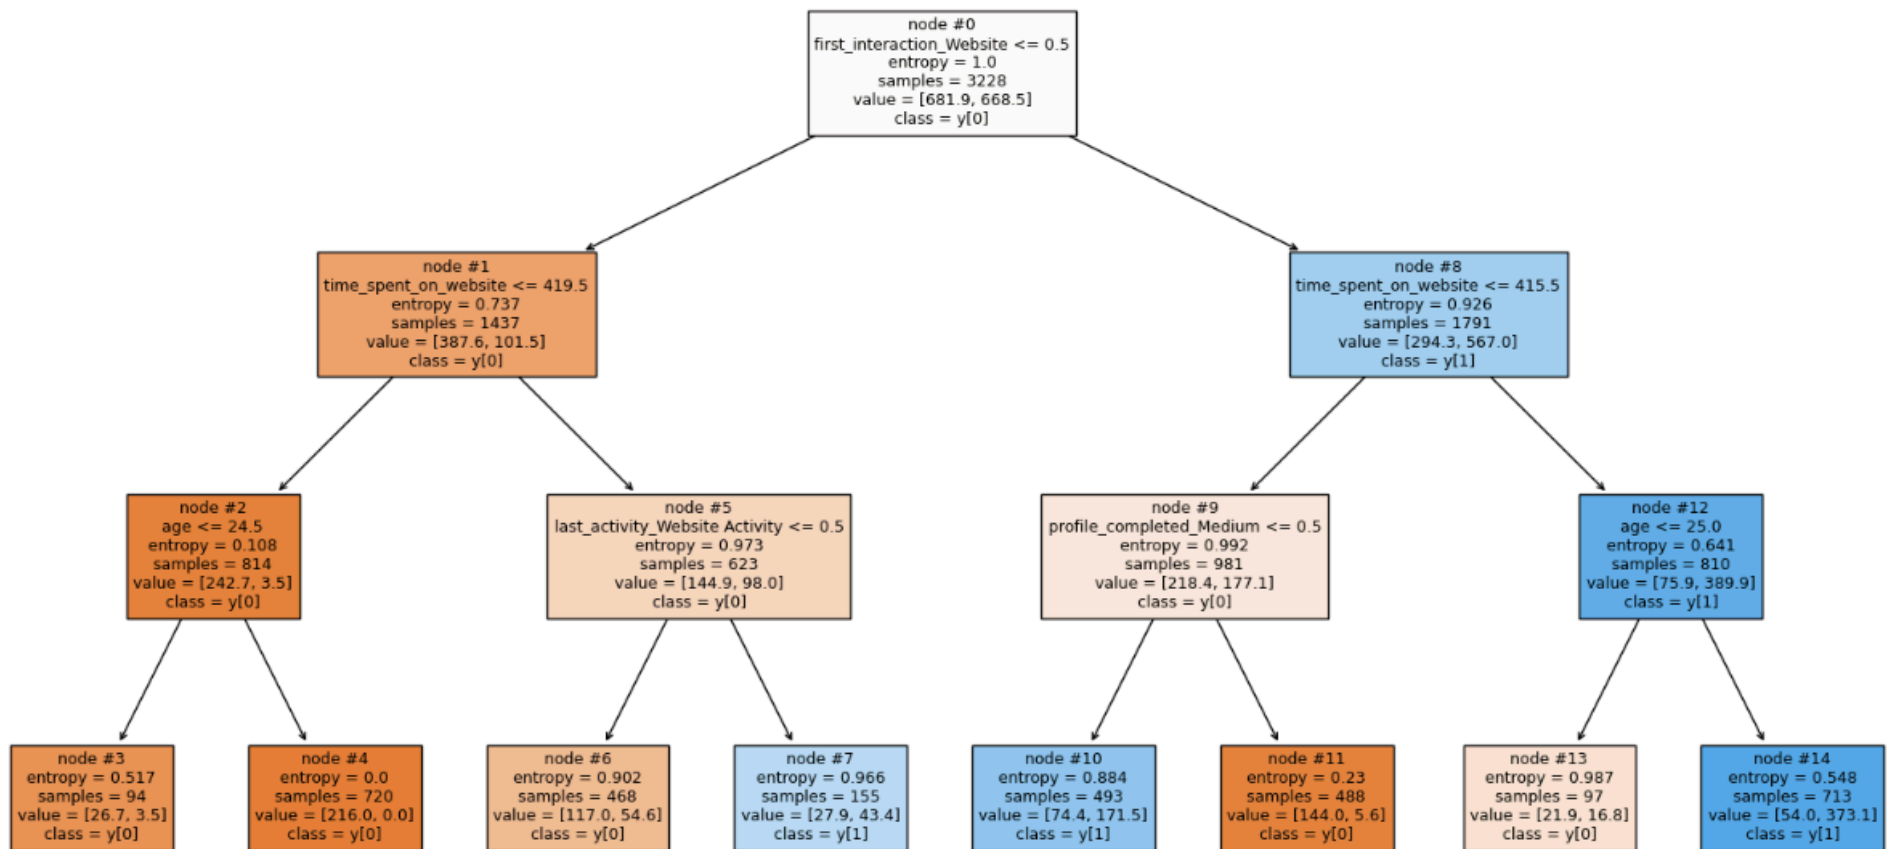 node #0
first_interaction_Website <= 0.5
entropy = 1.0
samples = 3228
value = [681.9, 668.5]
class = y[0]
node #1
time_spent_on_website <= 419.5
entropy = 0.737
samples = 1437
value = [387.6, 101.5]
class = y[0]
node #8
time_spent_on_website <= 415.5
entropy = 0.926
samples = 1791
value = [294.3, 567.0]
class = y[1]
node #2
age <= 24.5
entropy = 0.108
samples = 814
value = [242.7, 3.5]
class = y[0]
node #5
last_activity_Website Activity <= 0.5
entropy = 0.973
samples = 623
value = [144.9, 98.0]
class = y[0]
node #9
profile_completed_Medium <= 0.5
entropy = 0.992
samples = 981
value = [218.4, 177.1]
class = y[0]
node #12
age <= 25.0
entropy = 0.641
samples = 810
value = [75.9, 389.9]
class = y[1]
node #3
entropy = 0.517
samples = 94
value = [26.7, 3.5]
class = y[0]
node #4
entropy = 0.0
samples = 720
value = [216.0, 0.0]
class = y[0]
node #6
entropy = 0.902
samples = 468
value = [117.0, 54.6]
class = y[0]
node #7
entropy = 0.966
samples = 155
value = [27.9, 43.4]
class = y[1]
node #10
entropy = 0.884
samples = 493
value = [74.4, 171.5]
class = y[1]
node #11
entropy = 0.23
samples = 488
value = [144.0, 5.6]
class = y[0]
node #13
entropy = 0.987
samples = 97
value = [21.9, 16.8]
class = y[0]
node #14
entropy = 0.548
samples = 713
value = [54.0, 373.1]
class = y[1]